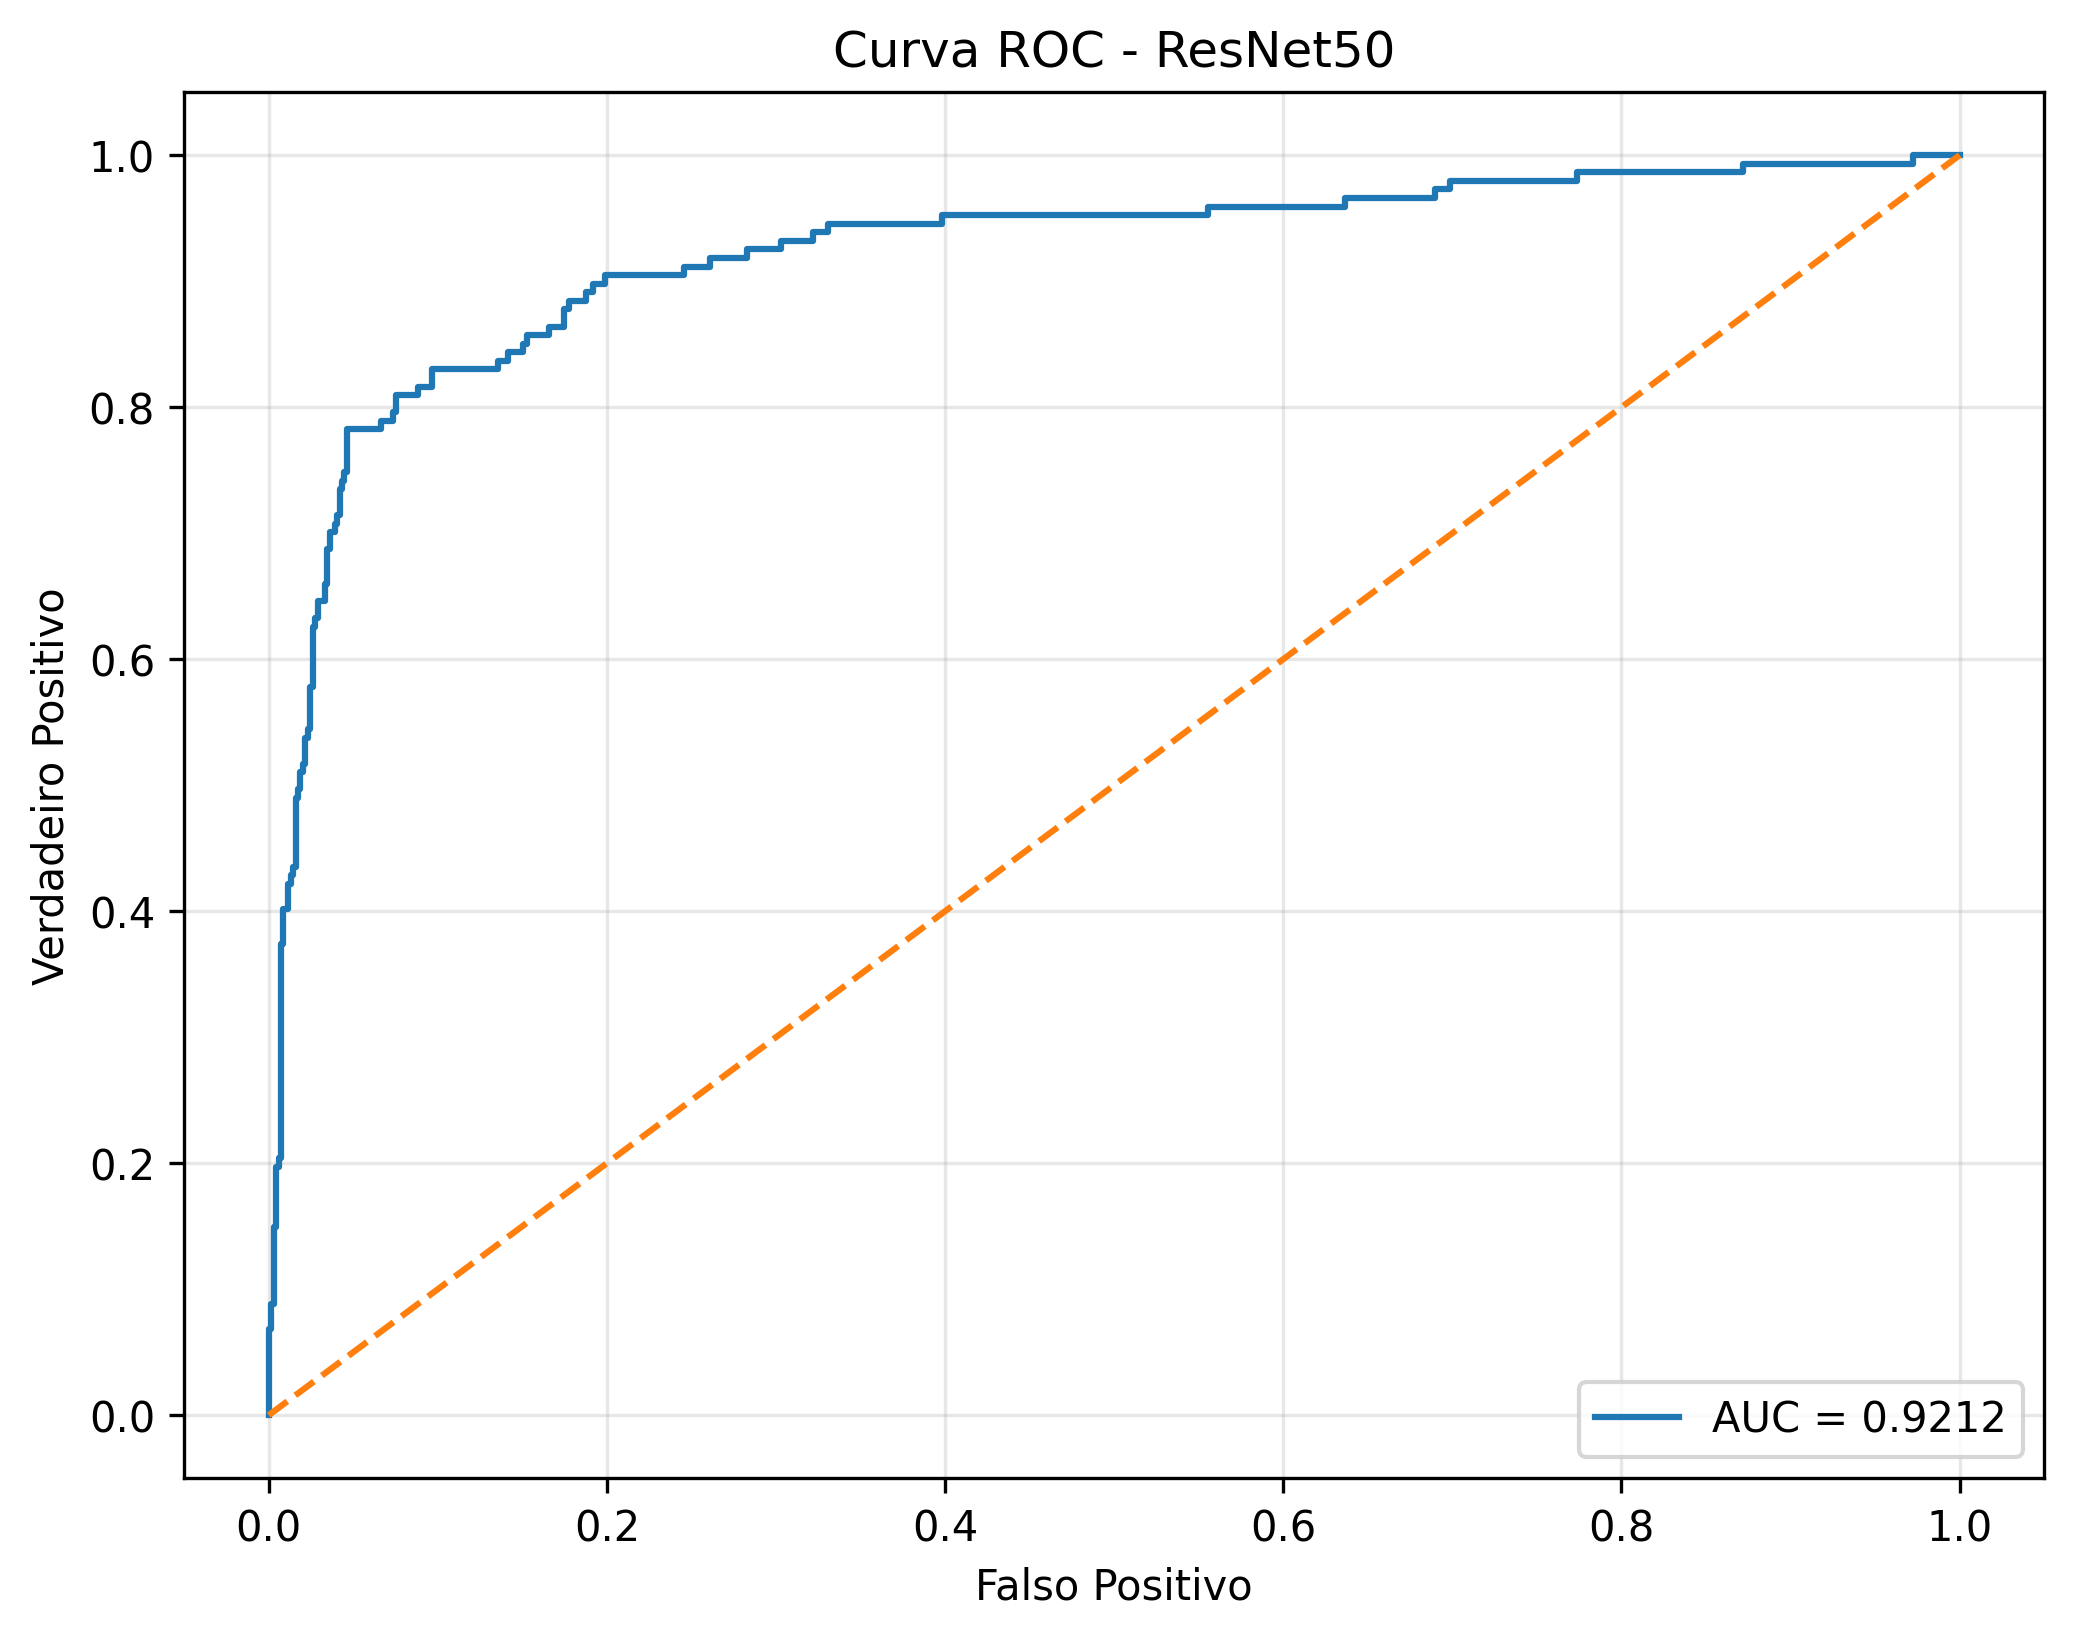 Curva ROC - ResNet50
1.0
0.8
0.6
0.4
0.2
0.0
Verdadeiro Positivo
AUC = 0.9212
0.0 0.2 0.4 0.6 0.8 1.0
Falso Positivo